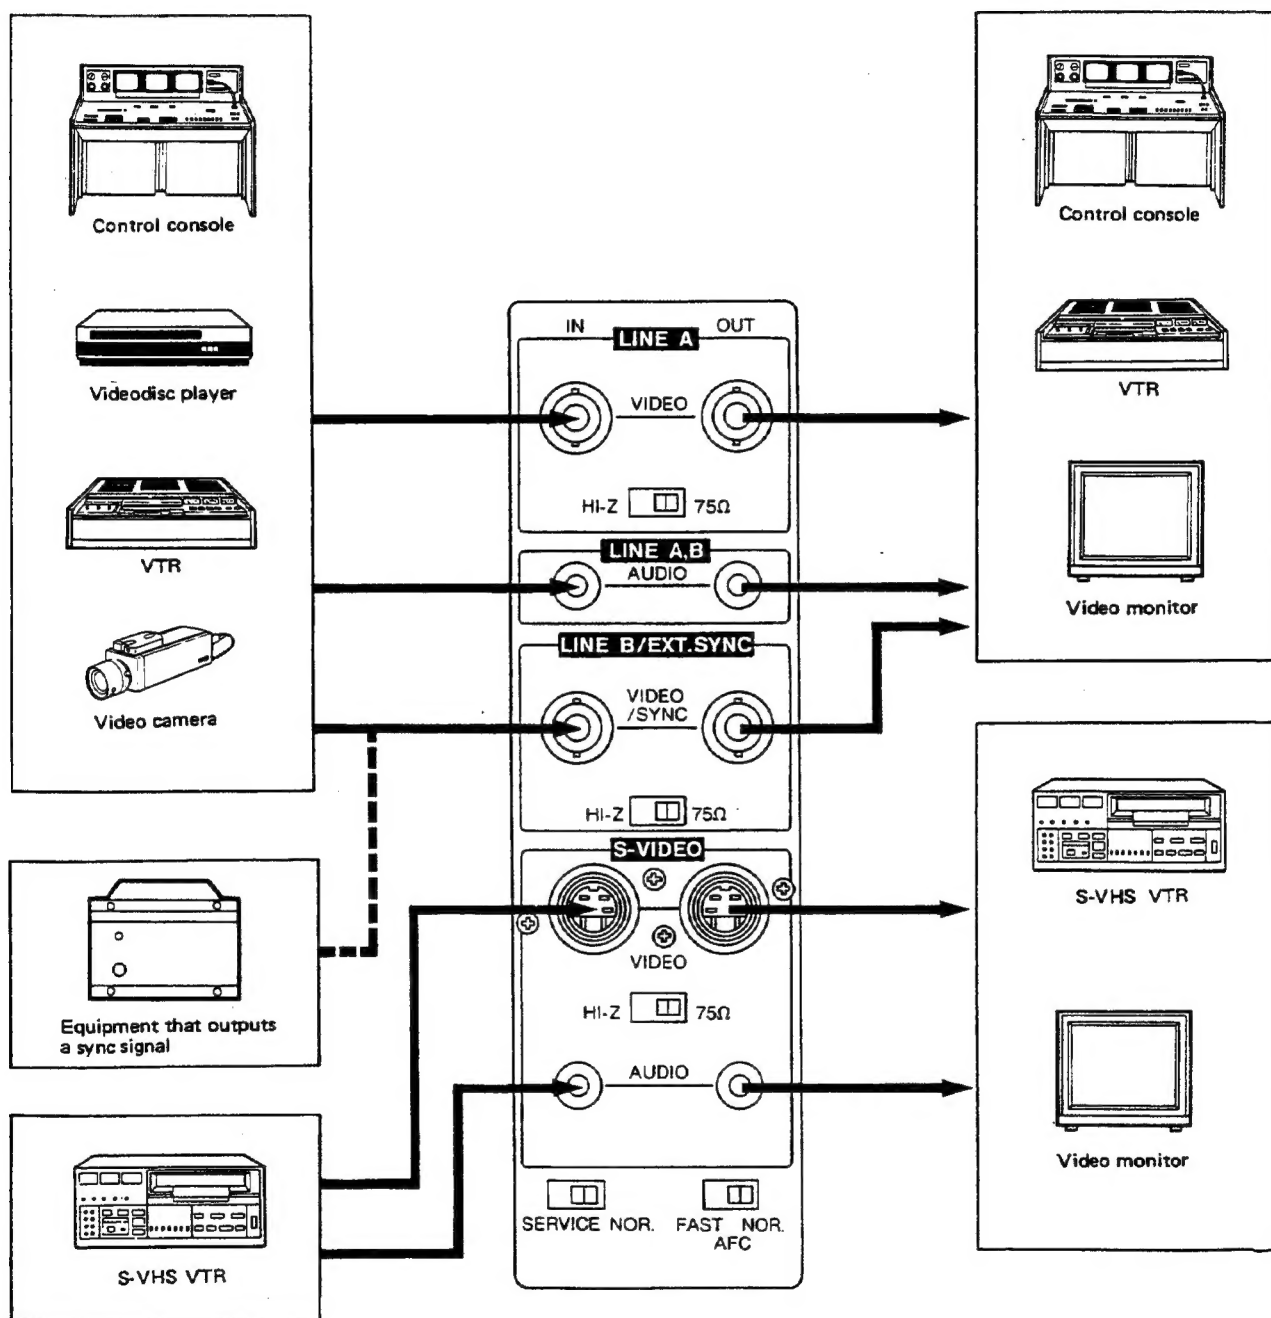 Control console
Videodisc player
VTR
Video camera
Equipment that outputs
a sync signal
S-VHS VTR
IN
OUT
LINE A
VIDEO
HI-Z
75Ω
LINE A,B
AUDIO
LINE B/EXT.SYNC
VIDEO
/SYNC
HI-Z
75Ω
S-VIDEO
VIDEO
HI-Z
75Ω
AUDIO
SERVICE NOR.
FAST NOR.
AFC
Control console
VTR
Video monitor
S-VHS VTR
Video monitor